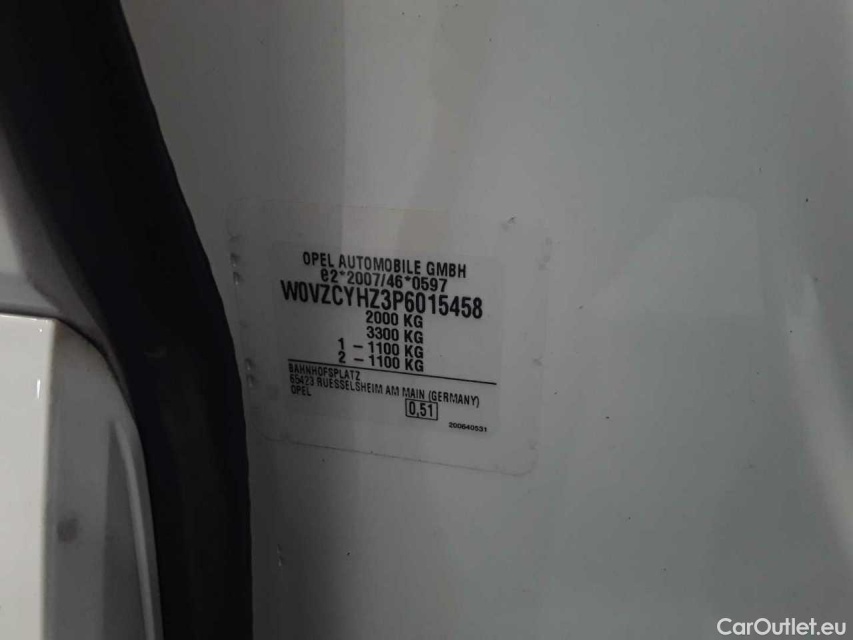 OPEL AUTOMOBILE GMBH
e2*2007/46*0597
W0VZCYHZ3P6015458
2000 KG
3300 KG
1 - 1100 KG
2 - 1100 KG
BAHNHOFSPLATZ
65423 RUESSELSHEIM AM MAIN (GERMANY)
OPEL
0,51
200640531
CarOutlet.eu